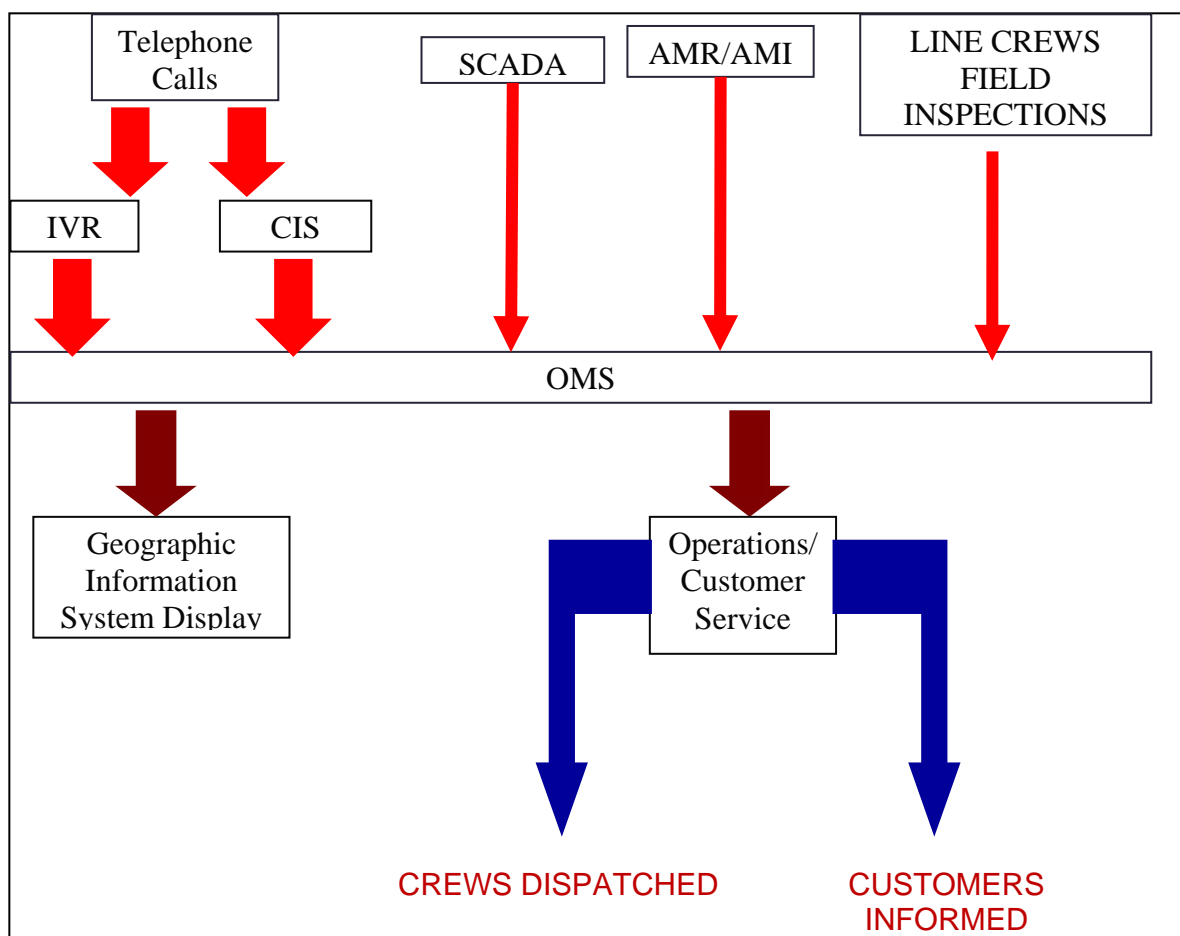 Telephone
Calls
SCADA
AMR/AMI
LINE CREWS
FIELD
INSPECTIONS
IVR
CIS
OMS
Geographic
Information
System Display
Operations/
Customer
Service
CREWS DISPATCHED
CUSTOMERS
INFORMED